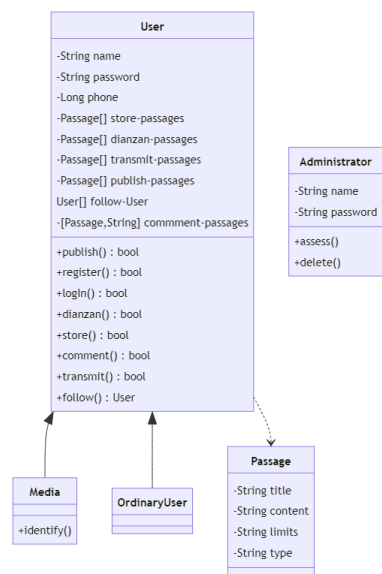 User
-String name
-String password
-Long phone
-Passage[] store-passages
-Passage[] dianzan-passages
-Passage[] transmit-passages
-Passage[] publish-passages
User[] follow-User
-[Passage,String] commment-passages
+publish() : bool
+register() : bool
+logIn() : bool
+dianzan() : bool
+store() : bool
+comment() : bool
+transmit() : bool
+follow() : User
Administrator
-String name
-String password
+assess()
+delete()
Media
+identify()
OrdinaryUser
Passage
-String title
-String content
-String limits
-String type